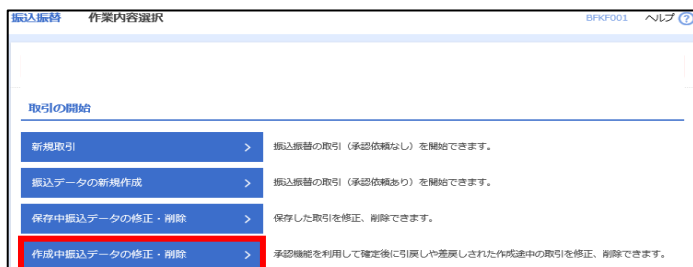 振込振替 作業内容選択 BFKF001 ヘルプ ?
取引の開始
新規取引 > 振込振替の取引（承認依頼なし）を開始できます。
振込データの新規作成 > 振込振替の取引（承認依頼あり）を開始できます。
保存中振込データの修正・削除 > 保存した取引を修正、削除できます。
作成中振込データの修正・削除 > 承認機能を利用して確定後に引戻しや差戻しされた作成途中の取引を修正、削除できます。